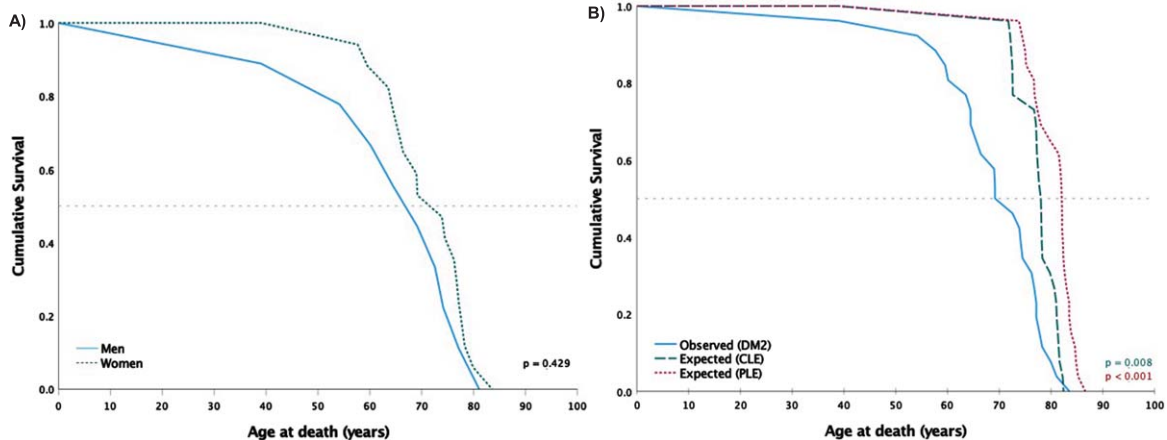 A)
1.0
0.8
0.6
0.4
0.2
0.0
Cumulative Survival
Men
Women
p = 0.429
0 10 20 30 40 50 60 70 80 90 100
Age at death (years)
B)
1.0
0.8
0.6
0.4
0.2
0.0
Cumulative Survival
Observed (DM2)
Expected (CLE)
Expected (PLE)
p = 0.008
p < 0.001
0 10 20 30 40 50 60 70 80 90 100
Age at death (years)